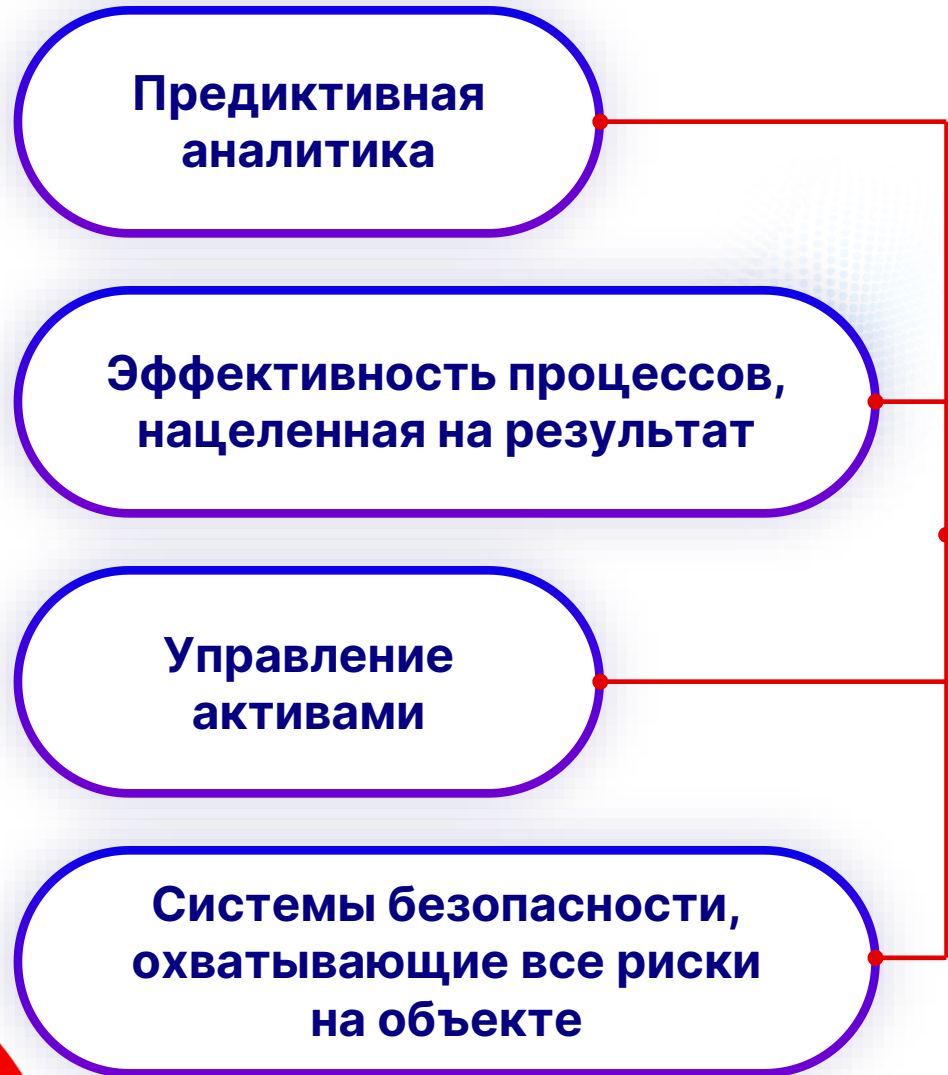 Предиктивная
аналитика
Эффективность процессов,
нацеленная на результат
Управление
активами
Системы безопасности,
охватывающие все риски
на объекте